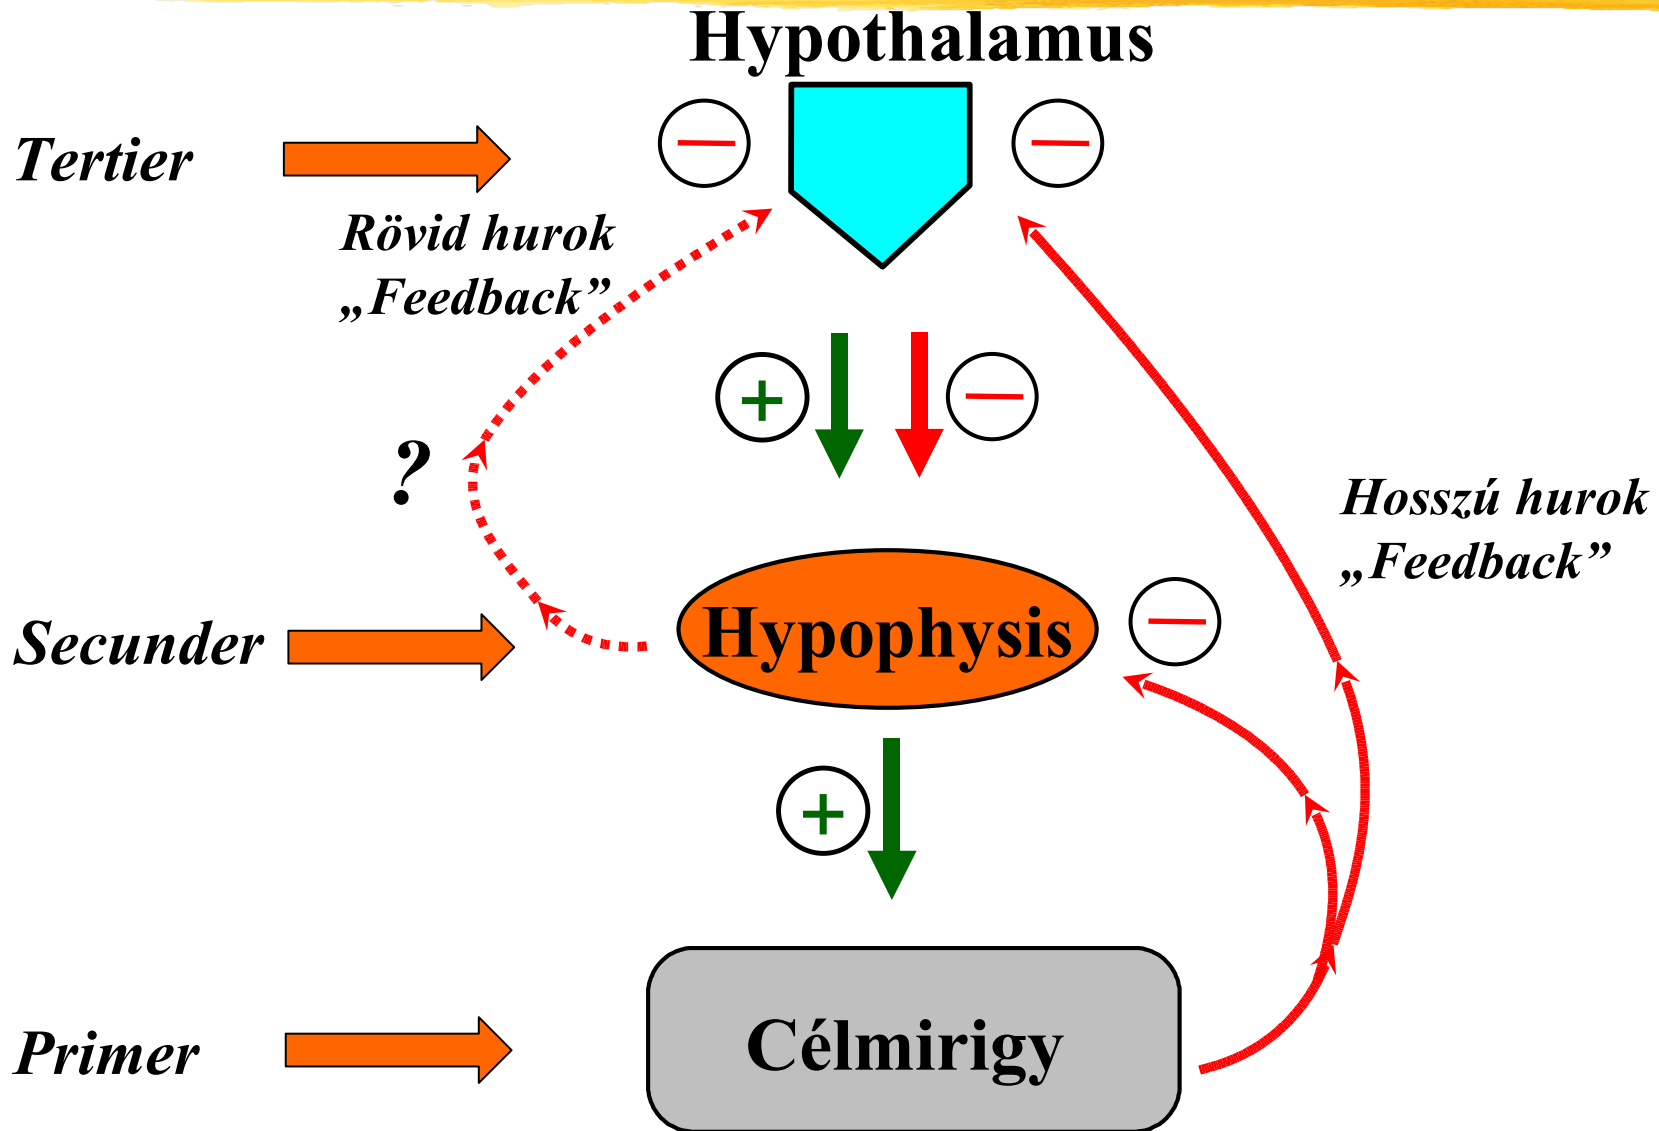 Hypothalamus
Tertier
Rövid hurok
„Feedback”
+
?
Hosszú hurok
„Feedback”
Secunder
Hypophysis
+
Primer
Célmirigy